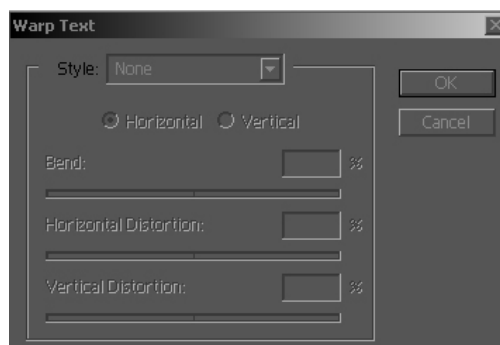 Warp Text
Style: None
OK
Horizontal Vertical
Cancel
Bend: %
Horizontal Distortion: %
Vertical Distortion: %